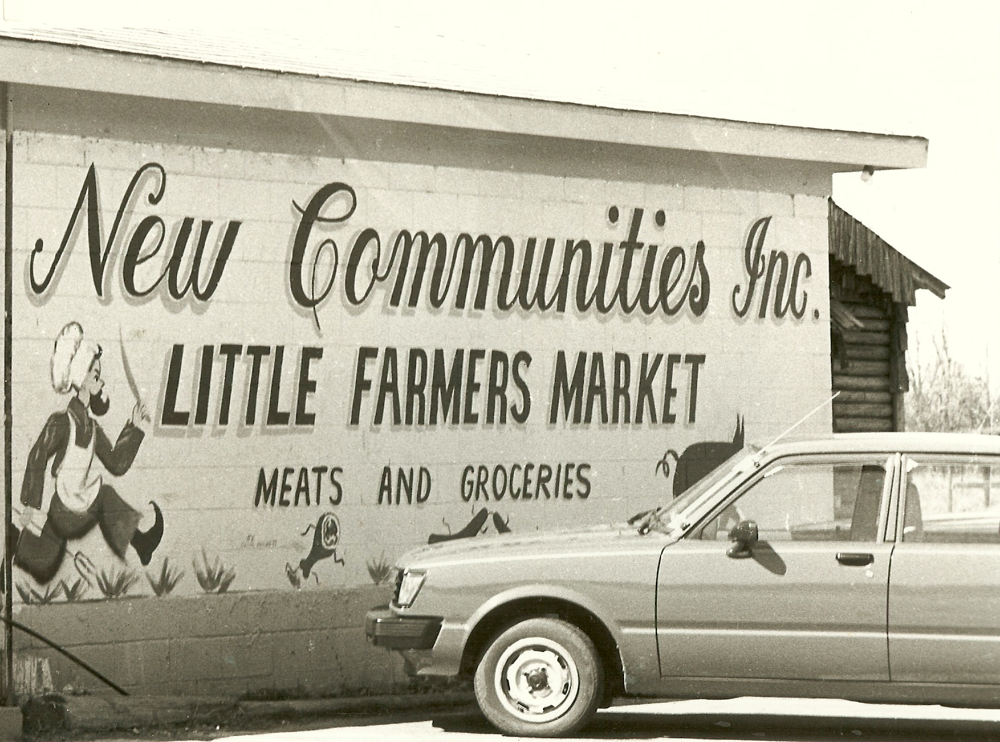 New Communities Inc.
LITTLE FARMERS MARKET
MEATS AND GROCERIES